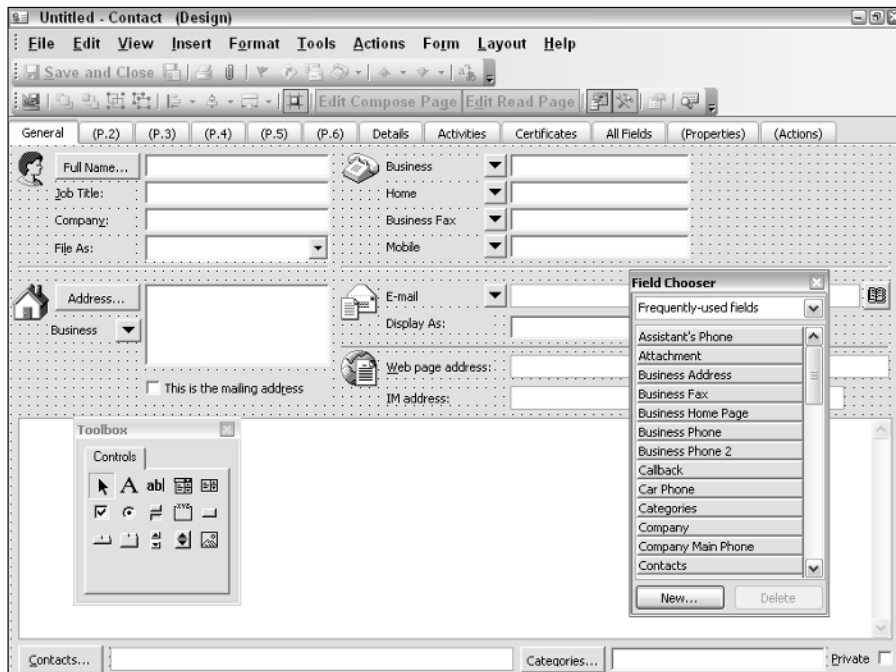 Untitled - Contact (Design)
File Edit View Insert Format Tools Actions Form Layout Help
Save and Close
Edit Compose Page Edit Read Page
General (P.2) (P.3) (P.4) (P.5) (P.6) Details Activities Certificates All Fields (Properties) (Actions)
Full Name... Business
Job Title: Home
Company: Business Fax
File As: Mobile
Address... E-mail
Business Display As:
Web page address:
This is the mailing address
IM address:
Field Chooser
Frequently-used fields
Assistant's Phone
Attachment
Business Address
Business Fax
Business Home Page
Business Phone
Business Phone 2
Callback
Car Phone
Categories
Company
Company Main Phone
Contacts
New... Delete
Toolbox
Controls
A ab|
XYZ
Contacts... Categories... Private